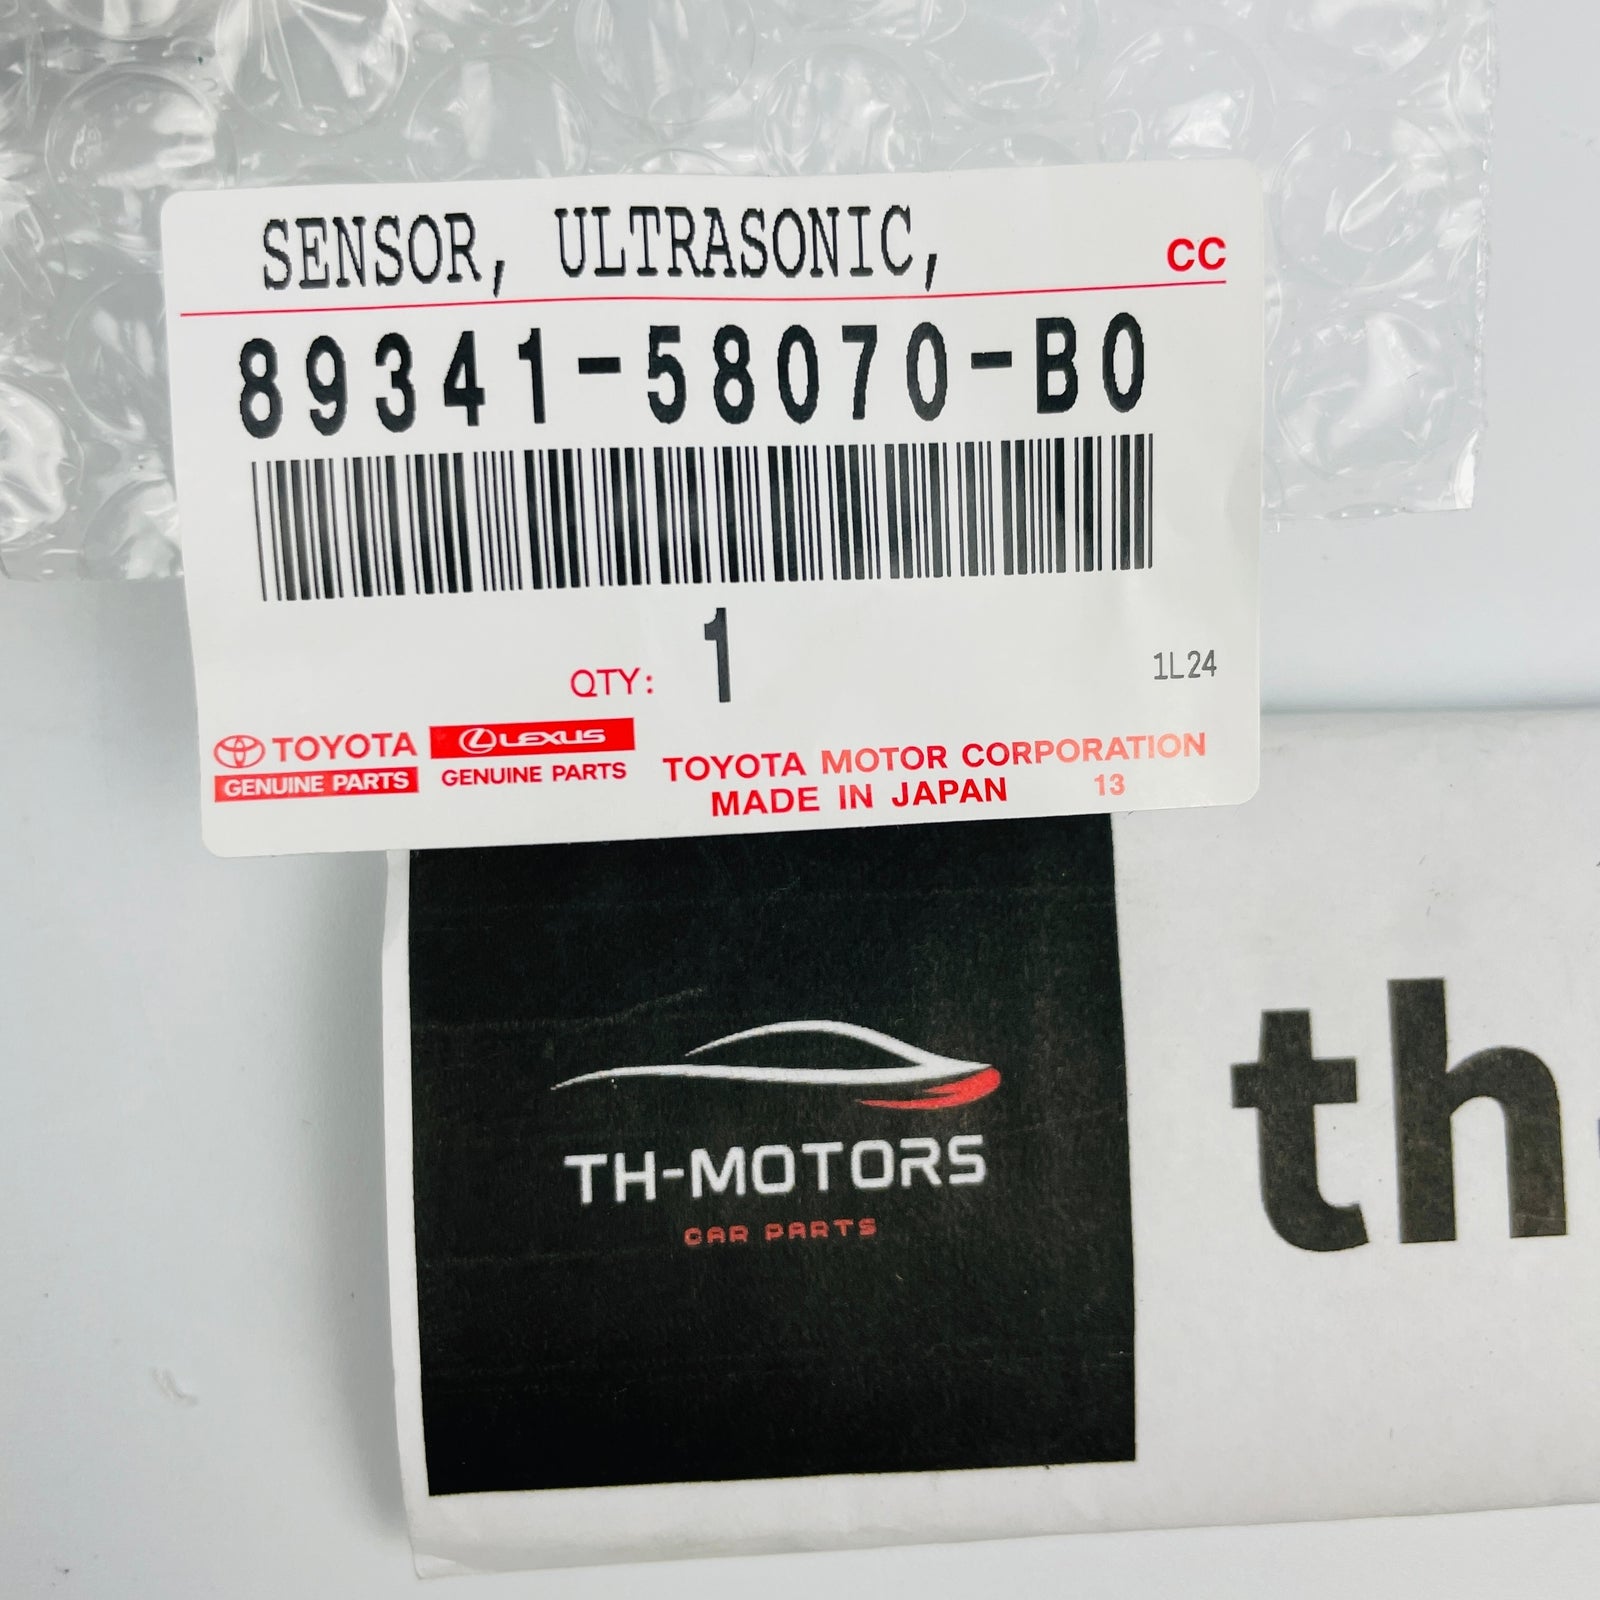 SENSOR, ULTRASONIC,
CC
89341-58070-B0
QTY: 1
1L24
TOYOTA
GENUINE PARTS
LEXUS
GENUINE PARTS
TOYOTA MOTOR CORPORATION
MADE IN JAPAN 13
TH-MOTORS
CAR PARTS
th